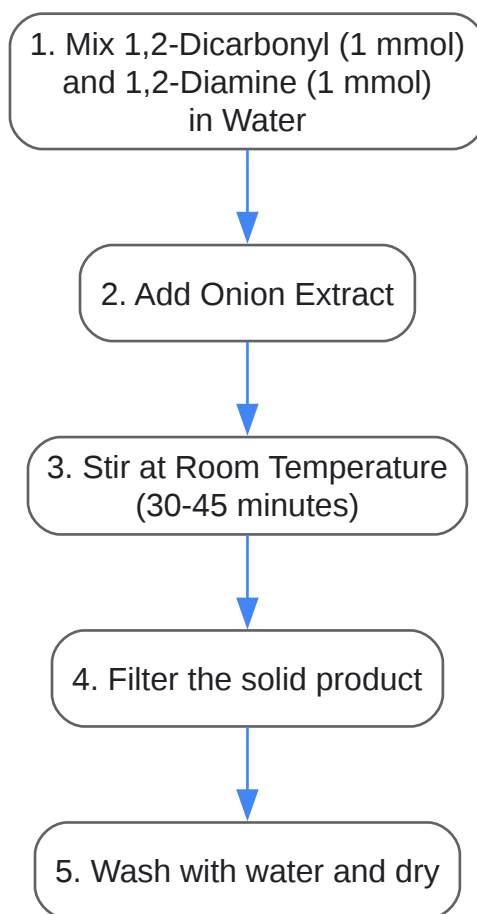 1. Mix 1,2-Dicarbonyl (1 mmol)
and 1,2-Diamine (1 mmol)
in Water
2. Add Onion Extract
3. Stir at Room Temperature
(30-45 minutes)
4. Filter the solid product
5. Wash with water and dry